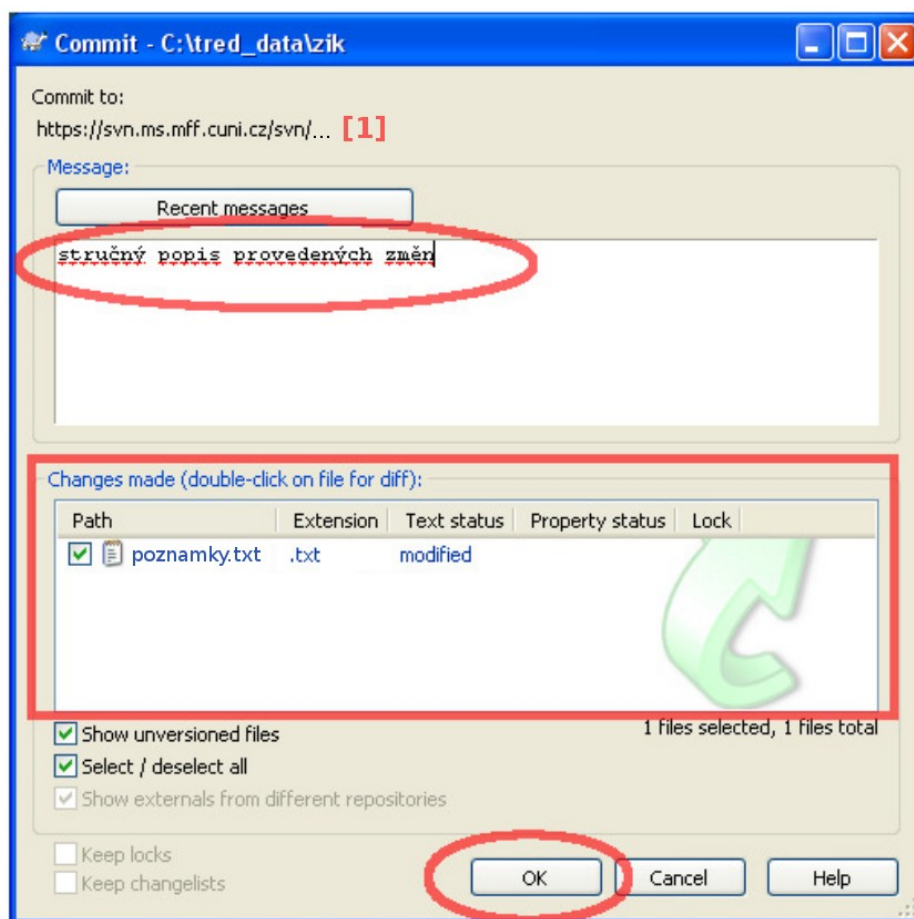 Commit - C:\tred_data\zik
Commit to:
https://svn.ms.mff.cuni.cz/svn/... [1]
Message:
Recent messages
stručný popis provedených změn
Changes made (double-click on file for diff):
Path Extension Text status Property status Lock
poznamky.txt .txt modified
1 files selected, 1 files total
Show unversioned files
Select / deselect all
Show externals from different repositories
Keep locks
Keep changelists
OK Cancel Help